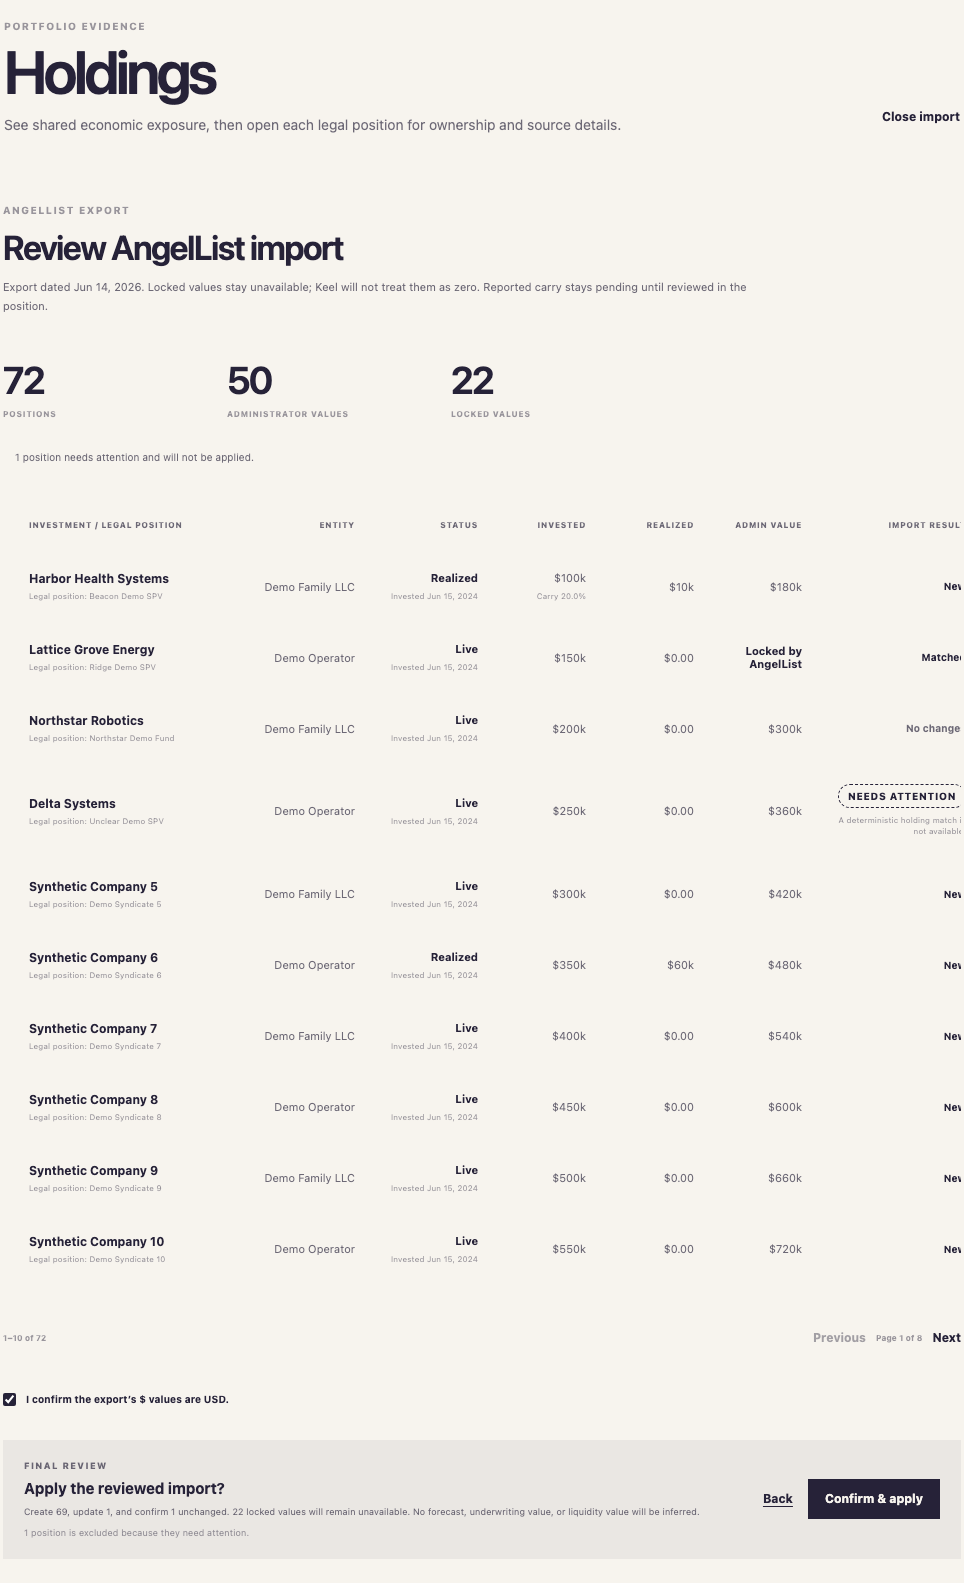 PORTFOLIO EVIDENCE
Holdings
See shared economic exposure, then open each legal position for ownership and source details.
Close import
ANGELLIST EXPORT
Review AngelList import
Export dated Jun 14, 2026. Locked values stay unavailable; Keel will not treat them as zero. Reported carry stays pending until reviewed in the
position.
72 50 22
POSITIONS ADMINISTRATOR VALUES LOCKED VALUES
1 position needs attention and will not be applied.
INVESTMENT / LEGAL POSITION ENTITY STATUS INVESTED REALIZED ADMIN VALUE IMPORT RESUL
Harbor Health Systems Demo Family LLC Realized $100k $10k $180k New
Legal position: Beacon Demo SPV Invested Jun 15, 2024 Carry 20.0%
Lattice Grove Energy Demo Operator Live $150k $0.00 Locked by AngelList Matched
Legal position: Ridge Demo SPV Invested Jun 15, 2024
Northstar Robotics Demo Family LLC Live $200k $0.00 $300k No change
Legal position: Northstar Demo Fund Invested Jun 15, 2024
NEEDS ATTENTION
Delta Systems Demo Operator Live $250k $0.00 $360k
Legal position: Unclear Demo SPV Invested Jun 15, 2024 A deterministic holding match i
not available
Synthetic Company 5 Demo Family LLC Live $300k $0.00 $420k New
Legal position: Demo Syndicate 5 Invested Jun 15, 2024
Synthetic Company 6 Demo Operator Realized $350k $60k $480k New
Legal position: Demo Syndicate 6 Invested Jun 15, 2024
Synthetic Company 7 Demo Family LLC Live $400k $0.00 $540k New
Legal position: Demo Syndicate 7 Invested Jun 15, 2024
Synthetic Company 8 Demo Operator Live $450k $0.00 $600k New
Legal position: Demo Syndicate 8 Invested Jun 15, 2024
Synthetic Company 9 Demo Family LLC Live $500k $0.00 $660k New
Legal position: Demo Syndicate 9 Invested Jun 15, 2024
Synthetic Company 10 Demo Operator Live $550k $0.00 $720k New
Legal position: Demo Syndicate 10 Invested Jun 15, 2024
1–10 of 72 Previous Page 1 of 8 Next
I confirm the export's $ values are USD.
FINAL REVIEW
Apply the reviewed import?
Create 69, update 1, and confirm 1 unchanged. 22 locked values will remain unavailable. No forecast, underwriting value, or liquidity value will be inferred.
1 position is excluded because they need attention.
Back Confirm & apply